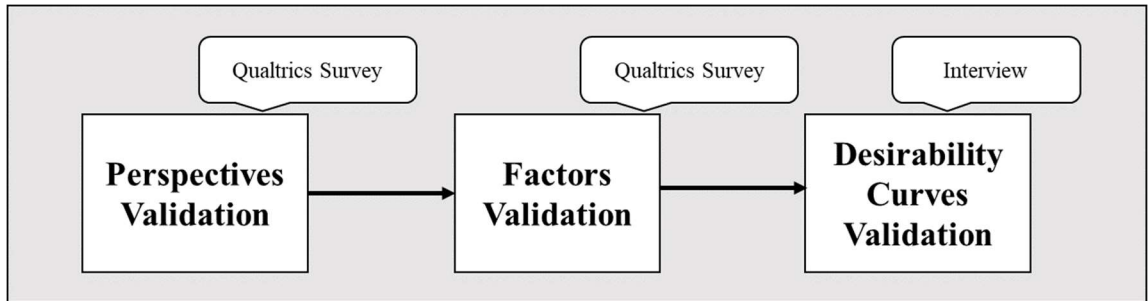 Qualtrics Survey
Qualtrics Survey
Interview
Perspectives
Validation
Factors
Validation
Desirability
Curves
Validation